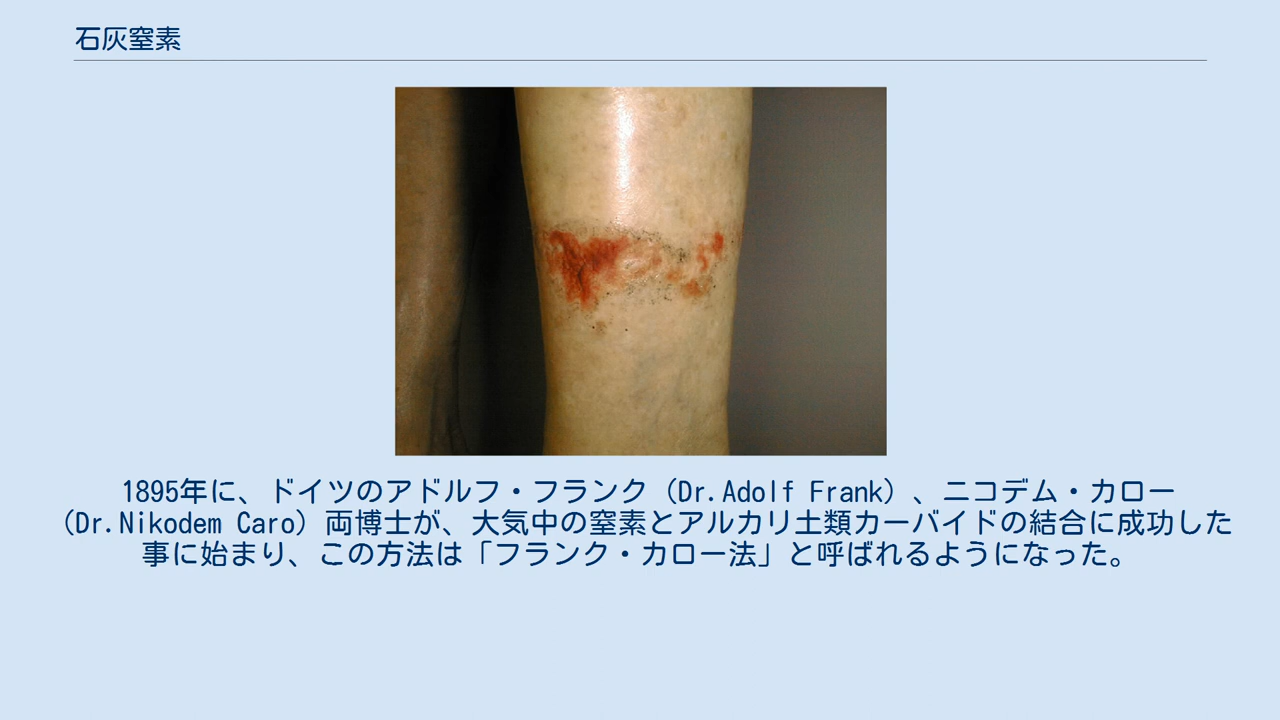 石灰窒素
1895年に、ドイツのアドルフ・フランク（Dr.Adolf Frank）、ニコデム・カロー
（Dr.Nikodem Caro）両博士が、大気中の窒素とアルカリ土類カーバイドの結合に成功した
事に始まり、この方法は「フランク・カロー法」と呼ばれるようになった。